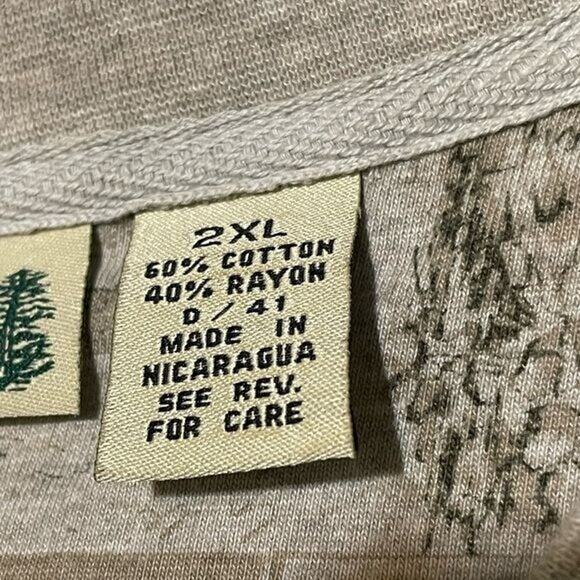 2XL
60% COTTON
40% RAYON
D / 41
MADE IN
NICARAGUA
SEE REV.
FOR CARE